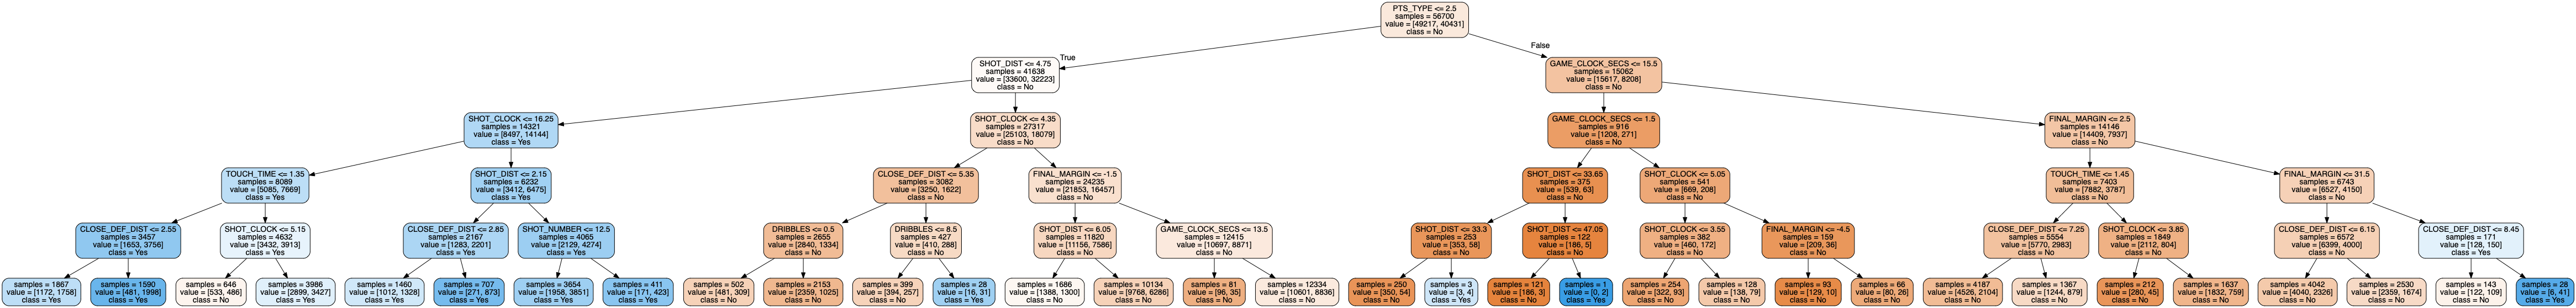 PTS_TYPE <= 2.5
samples = 56700
value = [49217, 40431]
class = No
True
False
SHOT_DIST <= 4.75
samples = 41638
value = [33600, 32223]
class = No
GAME_CLOCK_SECS <= 15.5
samples = 15062
value = [15617, 8208]
class = No
SHOT_CLOCK <= 16.25
samples = 14321
value = [8497, 14144]
class = Yes
SHOT_CLOCK <= 4.35
samples = 27317
value = [25103, 18079]
class = No
GAME_CLOCK_SECS <= 1.5
samples = 916
value = [1208, 271]
class = No
FINAL_MARGIN <= 2.5
samples = 14146
value = [14409, 7937]
class = No
TOUCH_TIME <= 1.35
samples = 8089
value = [5085, 7669]
class = Yes
SHOT_DIST <= 2.15
samples = 6232
value = [3412, 6475]
class = Yes
CLOSE_DEF_DIST <= 5.35
samples = 3082
value = [3250, 1622]
class = No
FINAL_MARGIN <= -1.5
samples = 24235
value = [21853, 16457]
class = No
SHOT_DIST <= 33.65
samples = 375
value = [539, 63]
class = No
SHOT_CLOCK <= 5.05
samples = 541
value = [669, 208]
class = No
TOUCH_TIME <= 1.45
samples = 7403
value = [7882, 3787]
class = No
FINAL_MARGIN <= 31.5
samples = 6743
value = [6527, 4150]
class = No
CLOSE_DEF_DIST <= 2.55
samples = 3457
value = [1653, 3756]
class = Yes
SHOT_CLOCK <= 5.15
samples = 4632
value = [3432, 3913]
class = Yes
CLOSE_DEF_DIST <= 2.85
samples = 2167
value = [1283, 2201]
class = Yes
SHOT_NUMBER <= 12.5
samples = 4065
value = [2129, 4274]
class = Yes
DRIBBLES <= 0.5
samples = 2655
value = [2840, 1334]
class = No
DRIBBLES <= 8.5
samples = 427
value = [410, 288]
class = No
SHOT_DIST <= 6.05
samples = 11820
value = [11156, 7586]
class = No
GAME_CLOCK_SECS <= 13.5
samples = 12415
value = [10697, 8871]
class = No
SHOT_DIST <= 33.3
samples = 253
value = [353, 58]
class = No
SHOT_DIST <= 47.05
samples = 122
value = [186, 5]
class = No
SHOT_CLOCK <= 3.55
samples = 382
value = [460, 172]
class = No
FINAL_MARGIN <= -4.5
samples = 159
value = [209, 36]
class = No
CLOSE_DEF_DIST <= 7.25
samples = 5554
value = [5770, 2983]
class = No
SHOT_CLOCK <= 3.85
samples = 1849
value = [2112, 804]
class = No
CLOSE_DEF_DIST <= 6.15
samples = 6572
value = [6399, 4000]
class = No
CLOSE_DEF_DIST <= 8.45
samples = 171
value = [128, 150]
class = Yes
samples = 1867
value = [1172, 1758]
class = Yes
samples = 1590
value = [481, 1998]
class = Yes
samples = 646
value = [533, 486]
class = No
samples = 3986
value = [2899, 3427]
class = Yes
samples = 1460
value = [1012, 1328]
class = Yes
samples = 707
value = [271, 873]
class = Yes
samples = 3654
value = [1958, 3851]
class = Yes
samples = 411
value = [171, 423]
class = Yes
samples = 502
value = [481, 309]
class = No
samples = 2153
value = [2359, 1025]
class = No
samples = 399
value = [394, 257]
class = No
samples = 28
value = [16, 31]
class = Yes
samples = 1686
value = [1388, 1300]
class = No
samples = 10134
value = [9768, 6286]
class = No
samples = 81
value = [96, 35]
class = No
samples = 12334
value = [10601, 8836]
class = No
samples = 250
value = [350, 54]
class = No
samples = 3
value = [3, 4]
class = Yes
samples = 121
value = [186, 3]
class = No
samples = 1
value = [0, 2]
class = Yes
samples = 254
value = [322, 93]
class = No
samples = 128
value = [138, 79]
class = No
samples = 93
value = [129, 10]
class = No
samples = 66
value = [80, 26]
class = No
samples = 4187
value = [4526, 2104]
class = No
samples = 1367
value = [1244, 879]
class = No
samples = 212
value = [280, 45]
class = No
samples = 1637
value = [1832, 759]
class = No
samples = 4042
value = [4040, 2326]
class = No
samples = 2530
value = [2359, 1674]
class = No
samples = 143
value = [122, 109]
class = No
samples = 28
value = [6, 41]
class = Yes